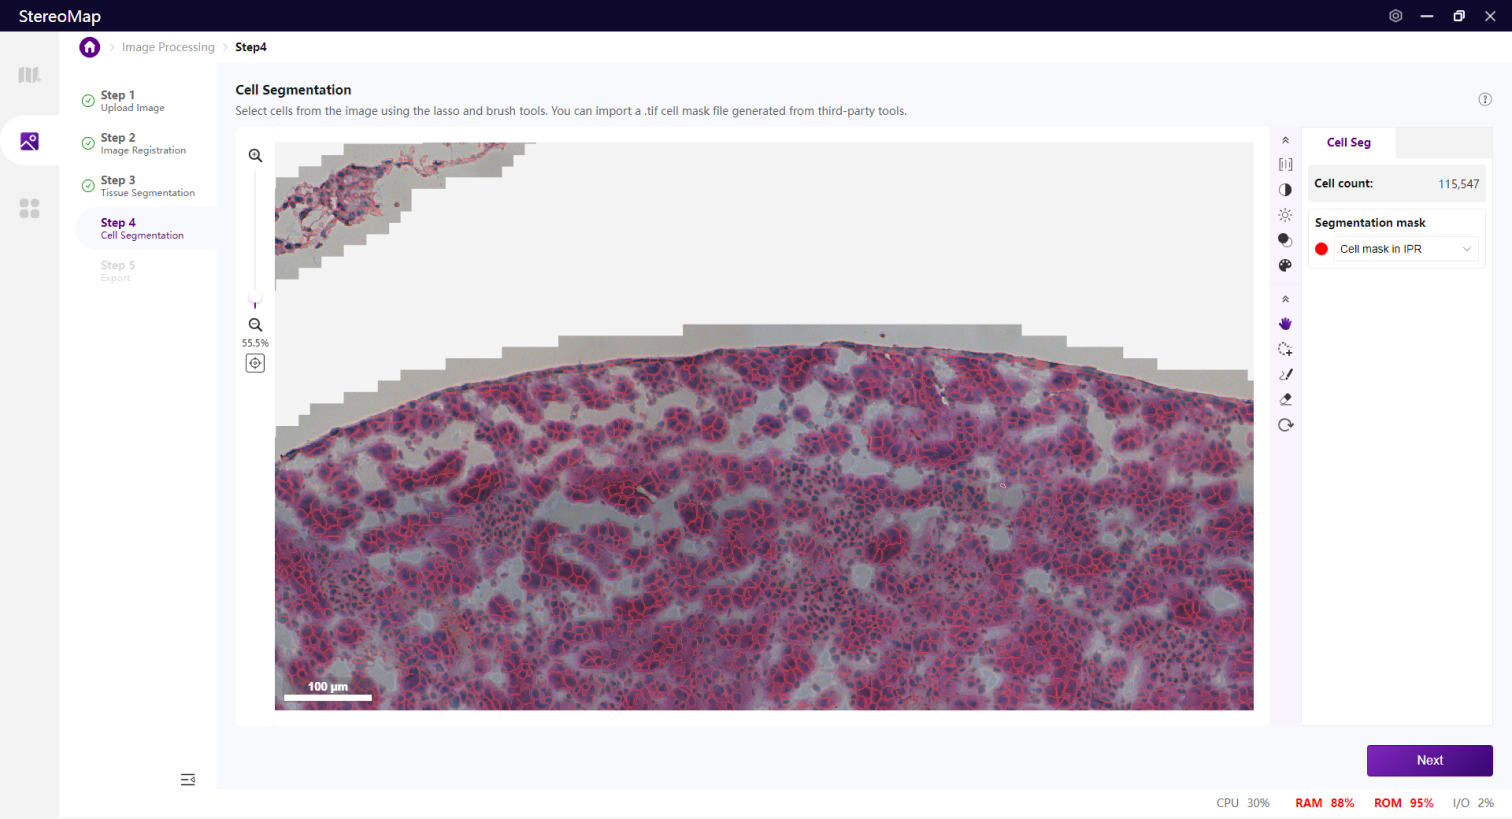 StereoMap
Image Processing
Step4
Step 1
Upload Image
Step 2
Image Registration
Step 3
Tissue Segmentation
Step 4
Cell Segmentation
Step 5
Export
Cell Segmentation
Select cells from the image using the lasso and brush tools. You can import a .tif cell mask file generated from third-party tools.
55.5%
100 μm
Cell Seg
Cell count: 115,547
Segmentation mask
Cell mask in IPR
Next
CPU 30% RAM 88% ROM 95% I/O 2%